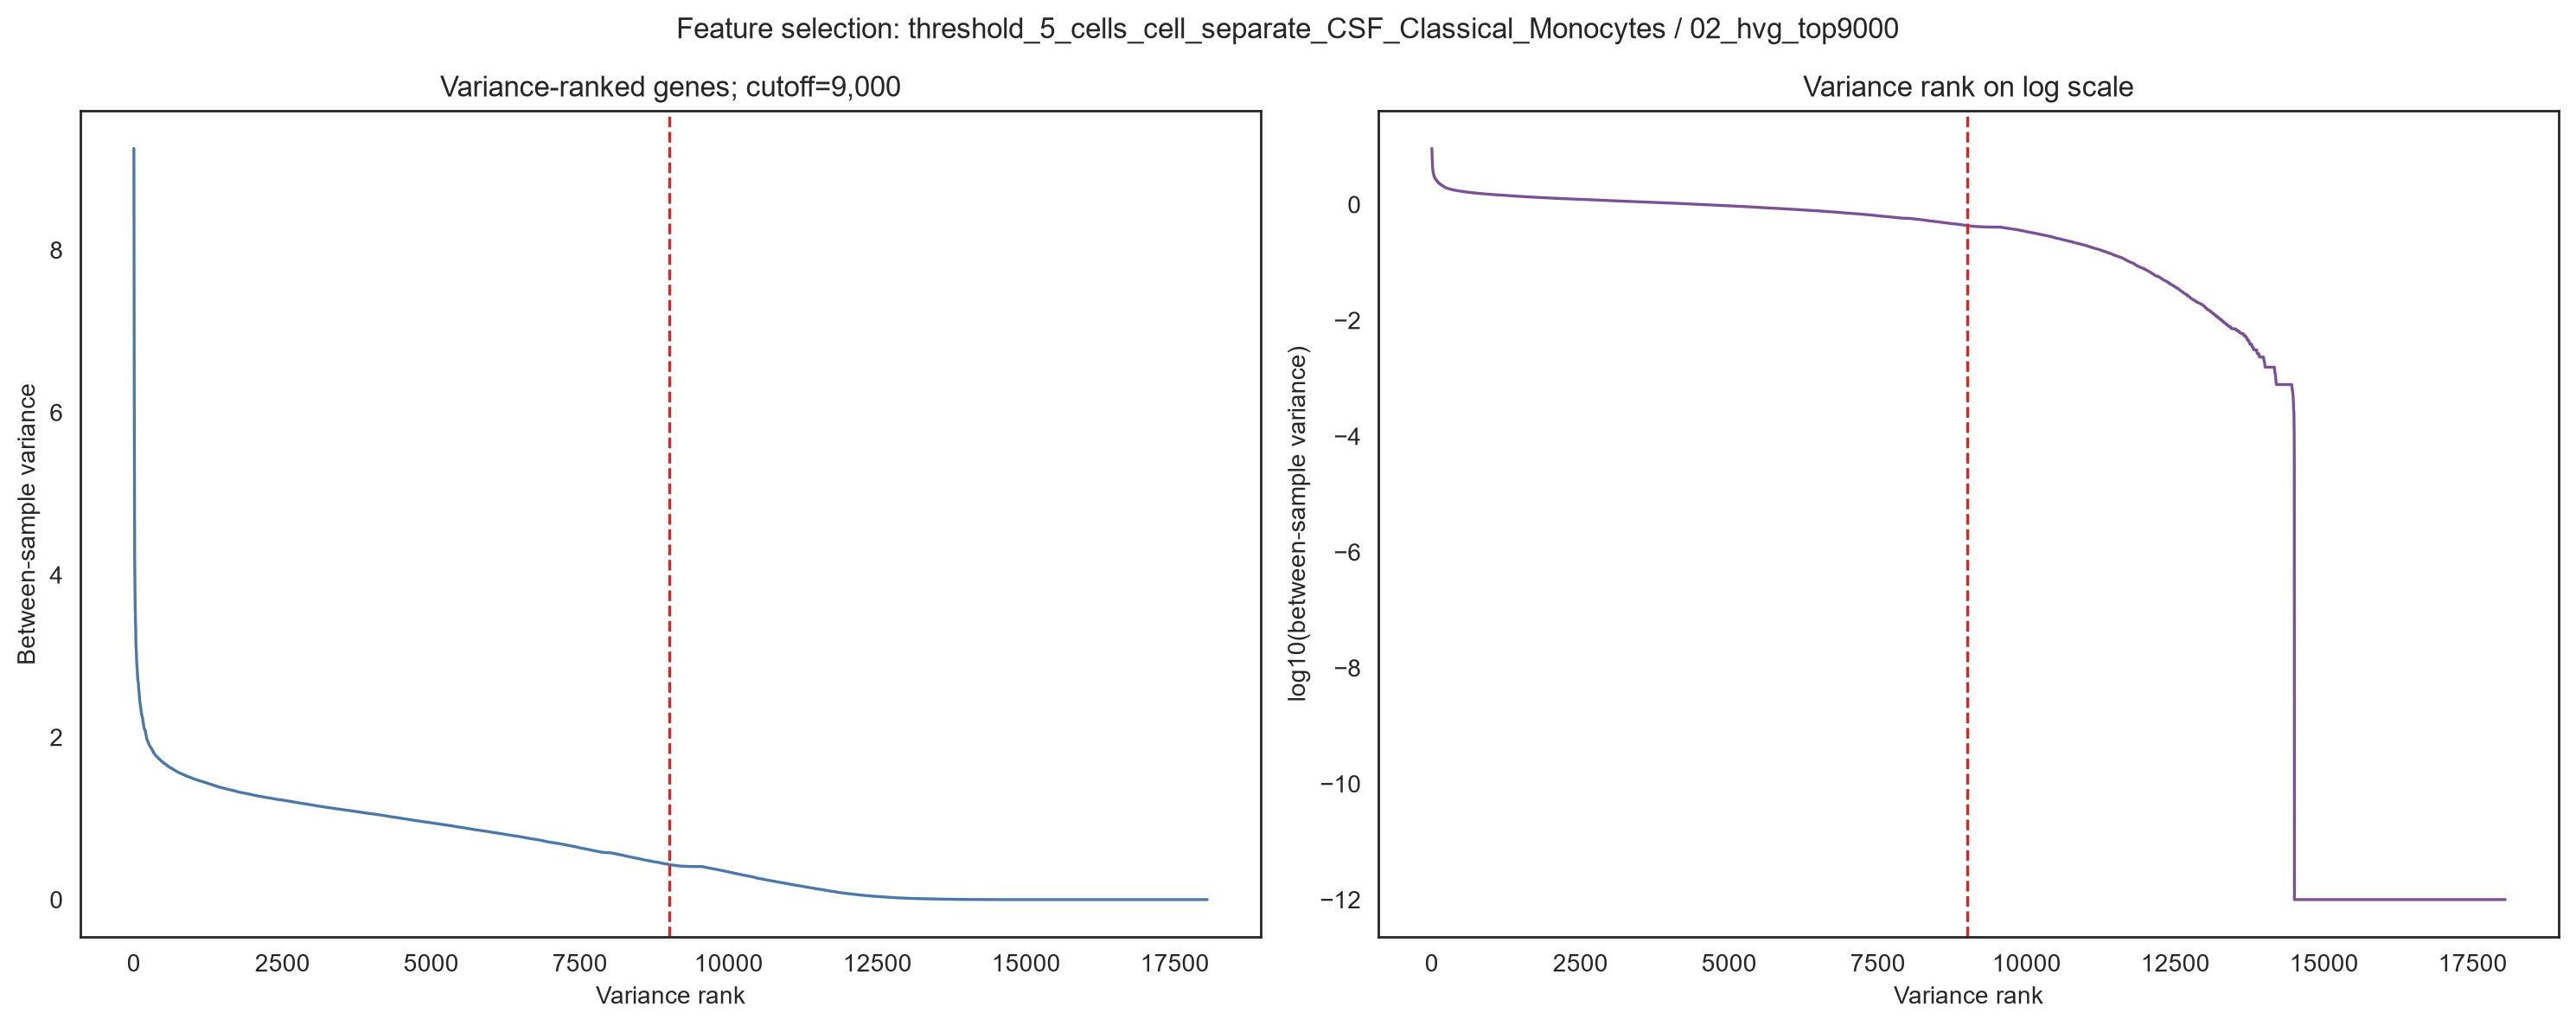 Feature selection: threshold_5_cells_cell_separate_CSF_Classical_Monocytes / 02_hvg_top9000
Variance-ranked genes; cutoff=9,000
Between-sample variance
8
6
4
2
0
0 2500 5000 7500 10000 12500 15000 17500
Variance rank
Variance rank on log scale
log10(between-sample variance)
0
−2
−4
−6
−8
−10
−12
0 2500 5000 7500 10000 12500 15000 17500
Variance rank